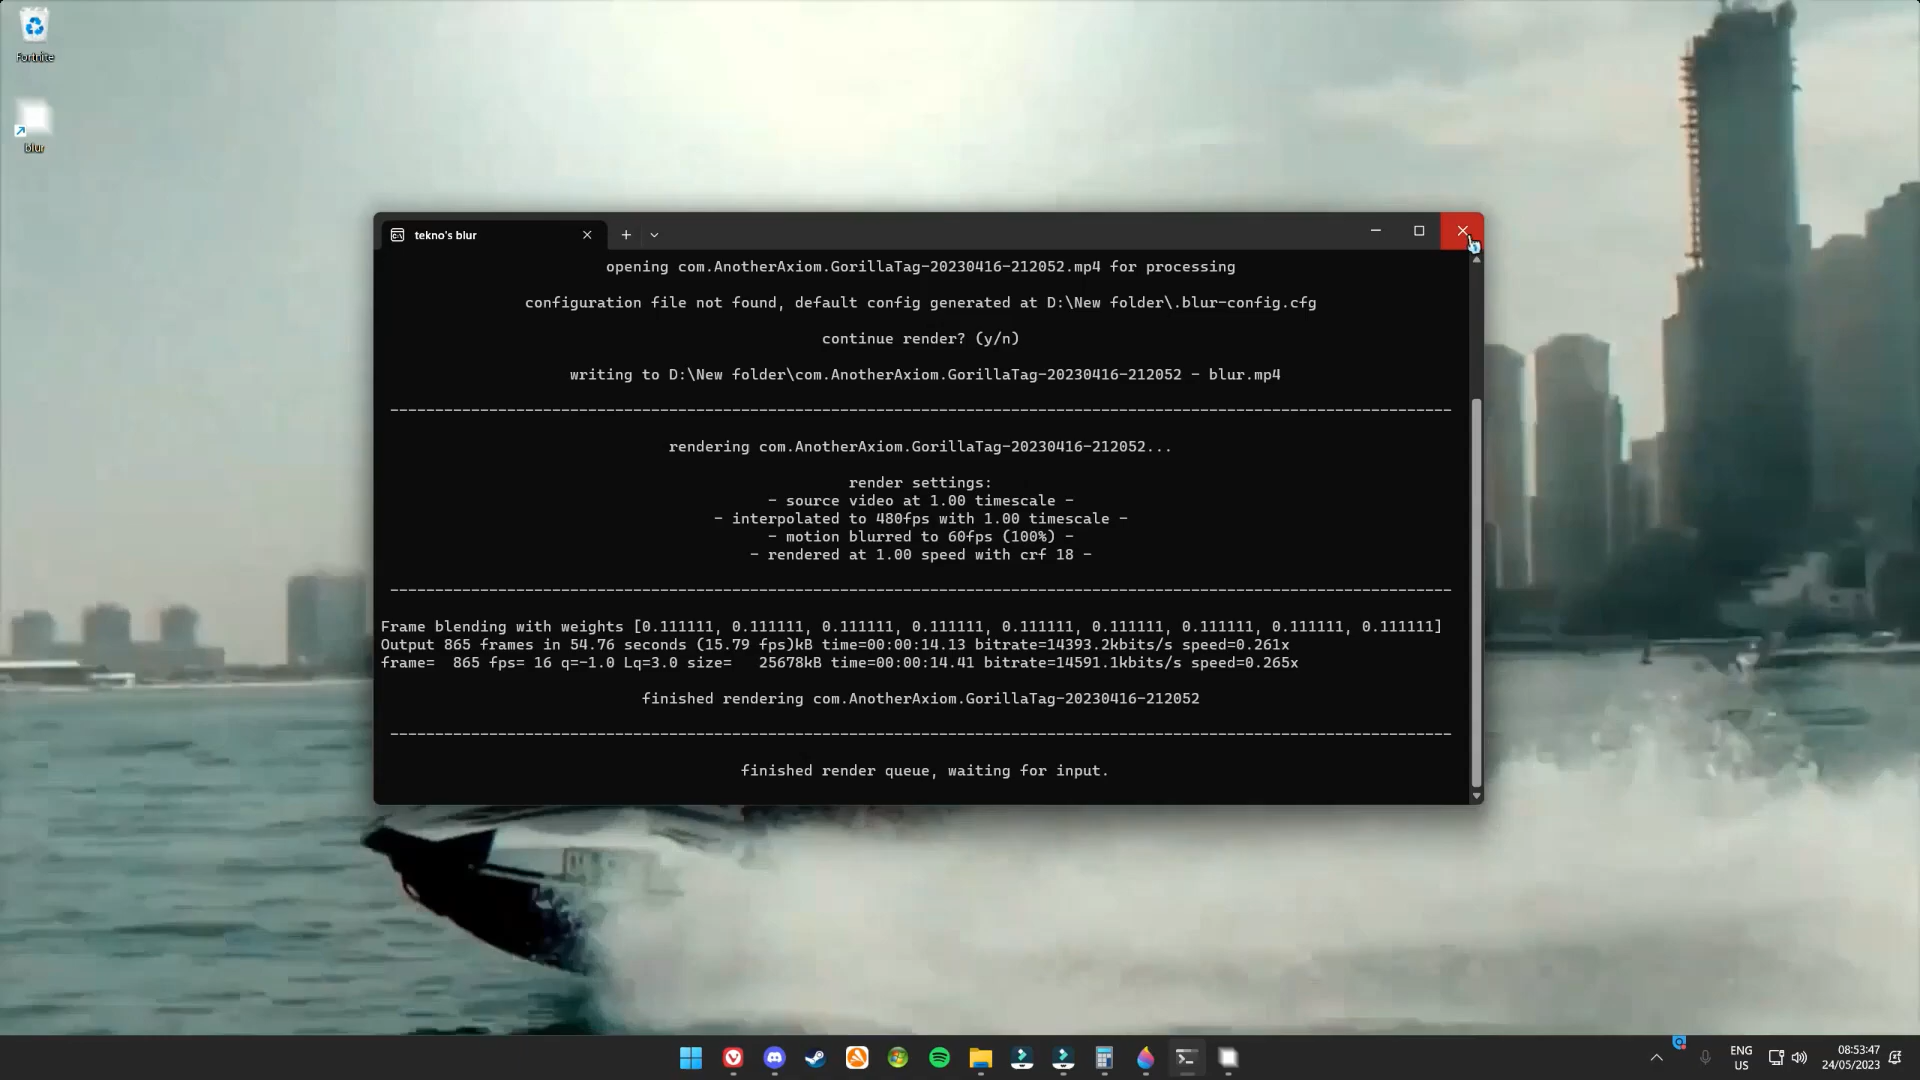 Fortnite
blur
tekno's blur
opening com.AnotherAxiom.GorillaTag-20230416-212052.mp4 for processing
configuration file not found, default config generated at D:\New folder\.blur-config.cfg
continue render? (y/n)
writing to D:\New folder\com.AnotherAxiom.GorillaTag-20230416-212052 - blur.mp4
rendering com.AnotherAxiom.GorillaTag-20230416-212052...
render settings:
- source video at 1.00 timescale -
- interpolated to 480fps with 1.00 timescale -
- motion blurred to 60fps (100%) -
- rendered at 1.00 speed with crf 18 -
Frame blending with weights [0.111111, 0.111111, 0.111111, 0.111111, 0.111111, 0.111111, 0.111111, 0.111111, 0.111111]
Output 865 frames in 54.76 seconds (15.79 fps)kB time=00:00:14.13 bitrate=14393.2kbits/s speed=0.261x
frame=  865 fps= 16 q=-1.0 Lq=3.0 size=   25678kB time=00:00:14.41 bitrate=14591.1kbits/s speed=0.265x
finished rendering com.AnotherAxiom.GorillaTag-20230416-212052
finished render queue, waiting for input.
ENG
US
08:53:47
24/05/2023